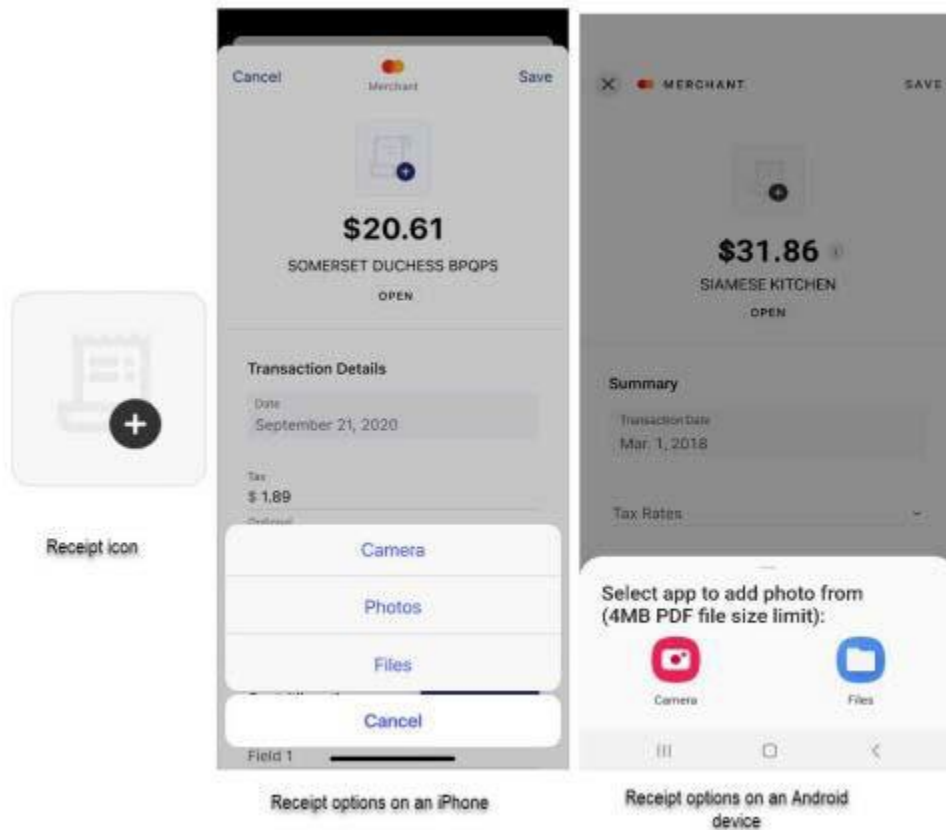 Receipt icon
Cancel
Merchant
Save
$20.61
SOMERSET DUCHESS BPQPS
OPEN
Transaction Details
Date
September 21, 2020
Tax
$ 1.89
Camera
Photos
Files
Cancel
Field 1
Receipt options on an iPhone
MERCHANT
SAVE
$31.86
SIAMESE KITCHEN
OPEN
Summary
Transaction Date
Mar. 1, 2018
Tax Rates
Select app to add photo from
(4MB PDF file size limit):
Camera
Files
Receipt options on an Android
device